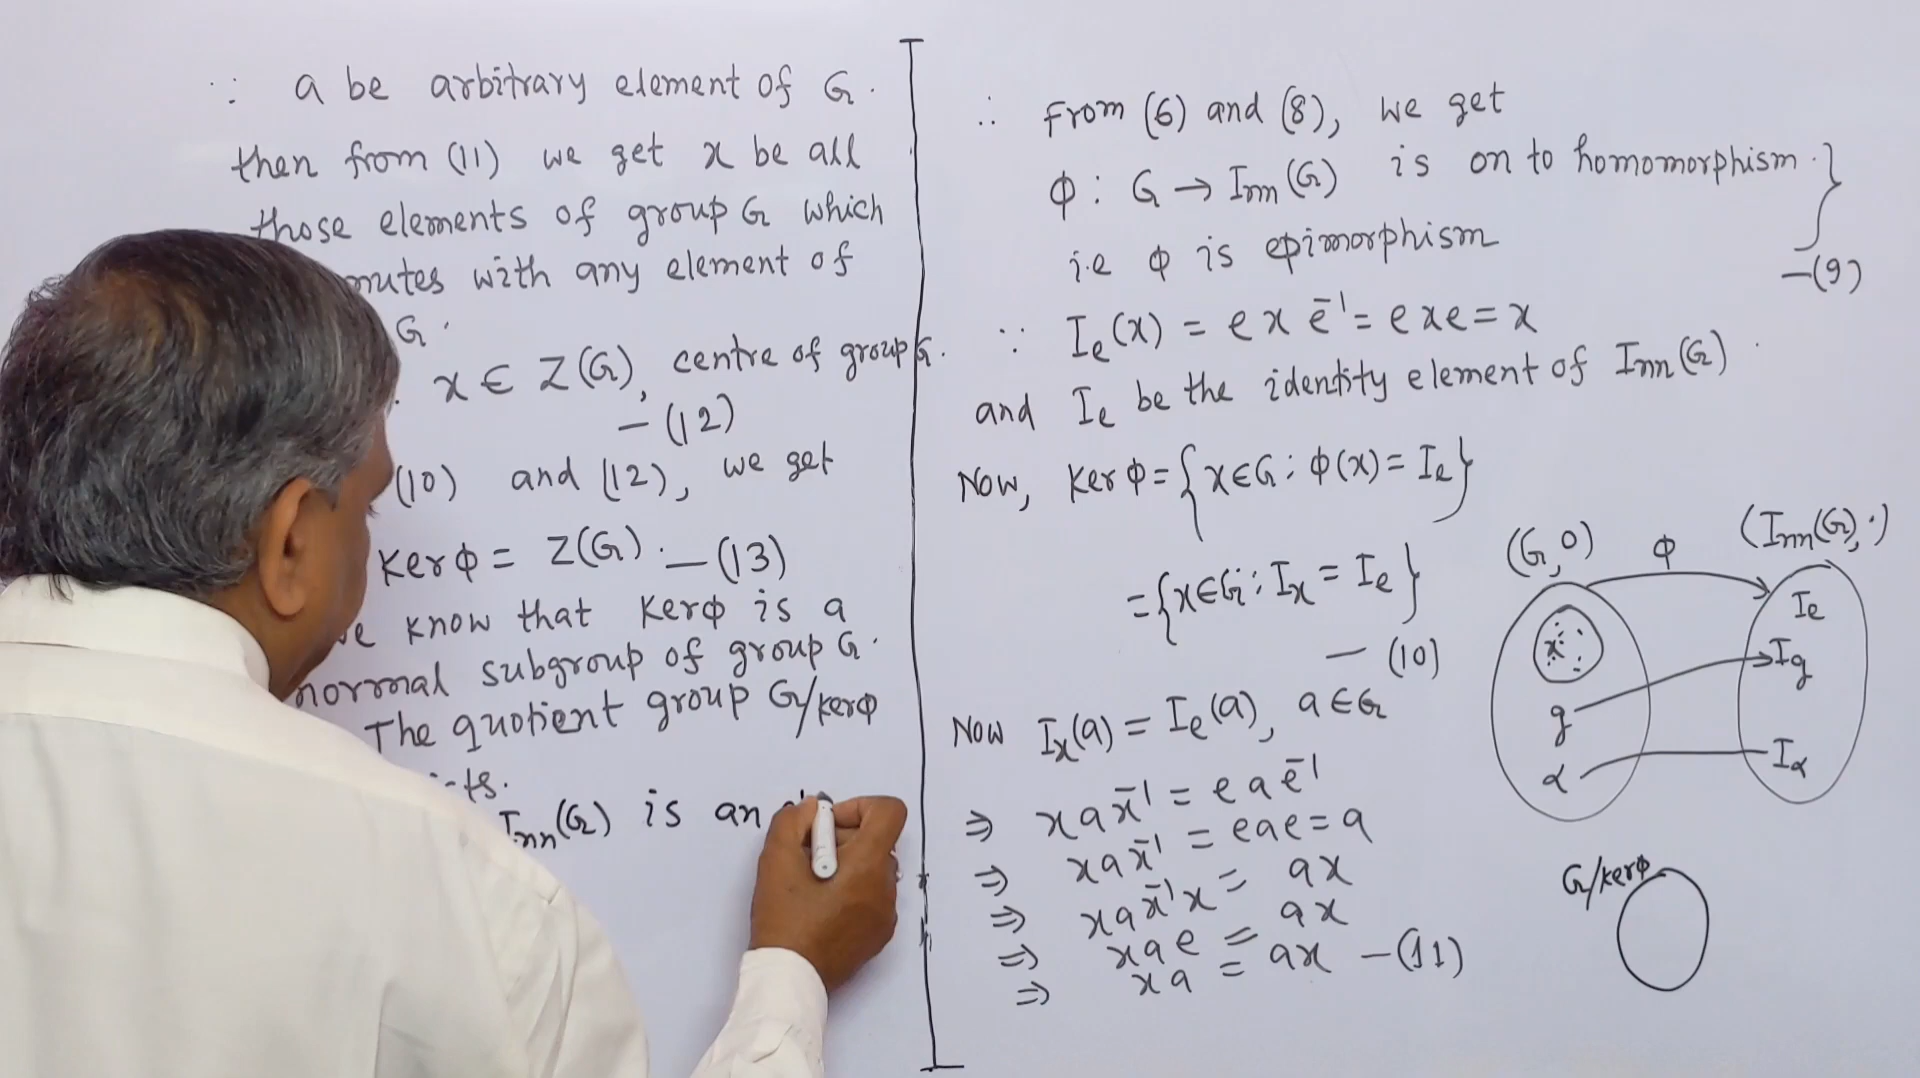 ∵ a be arbitrary element of G.
then from (11) we get x be all
those elements of group G which
mutes with any element of
G.
x ∈ Z(G), centre of group G.
— (12)
(10) and (12), we get
Ker φ = Z(G). — (13)
know that Kerφ is a
normal subgroup of group G.
The quotient group G/kerφ
Inn(G) is an
∴ From (6) and (8), we get
φ : G → Inn(G) is on to homomorphism.
i.e φ is epimorphism
— (9)
∵ Ie(x) = e x e⁻¹ = e x e = x
and Ie be the identity element of Inn(G).
Now, Ker φ = {x∈G : φ(x) = Ie}
= {x∈G : Ix = Ie}
— (10)
Now Ix(a) = Ie(a), a ∈ G
⇒ x a x⁻¹ = e a e⁻¹
⇒ x a x⁻¹ = e a e = a
⇒ x a x⁻¹ x = a x
⇒ x a e = a x
⇒ x a = a x — (11)
(G, o) φ (Inn(G), ·)
Ie
x
Ig
g
Iα
α
G/kerφ